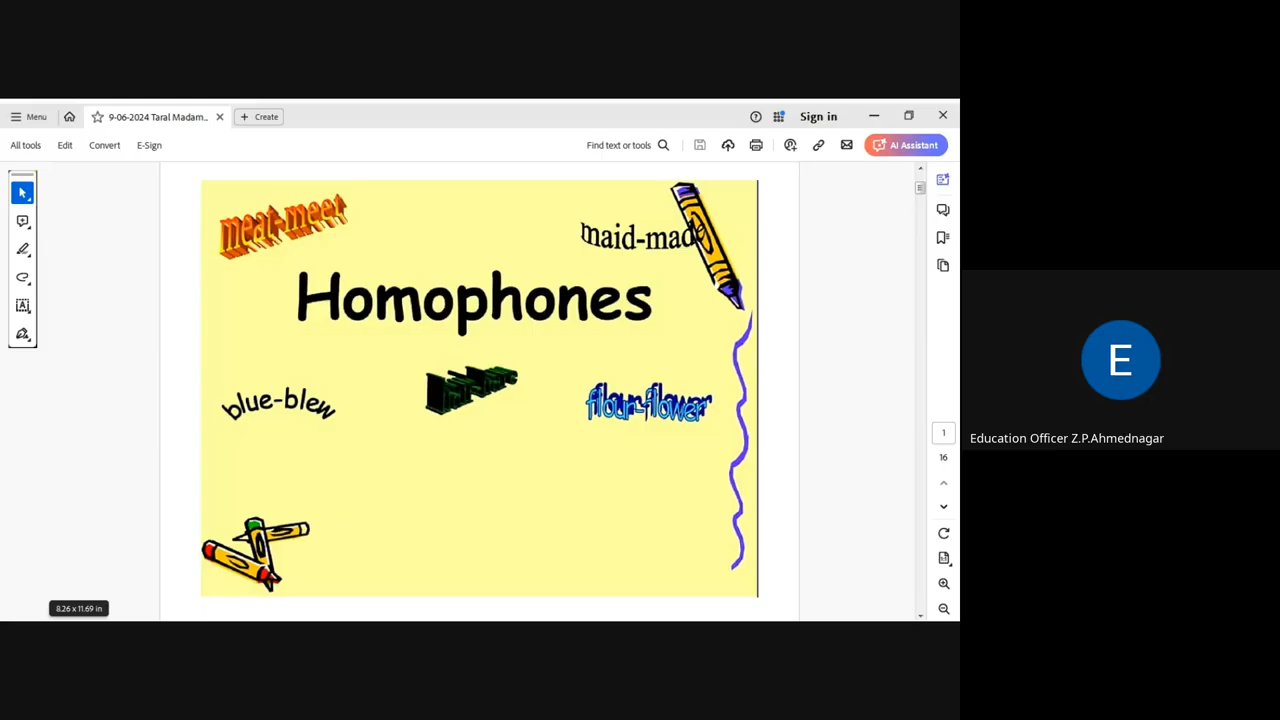 Menu
9-06-2024 Taral Madam...
Create
Sign in
All tools
Edit
Convert
E-Sign
Find text or tools
AI Assistant
meat-meet
maid-made
Homophones
blue-blew
flour-flower
1
16
8.26 x 11.69 in
E
Education Officer Z.P.Ahmednagar